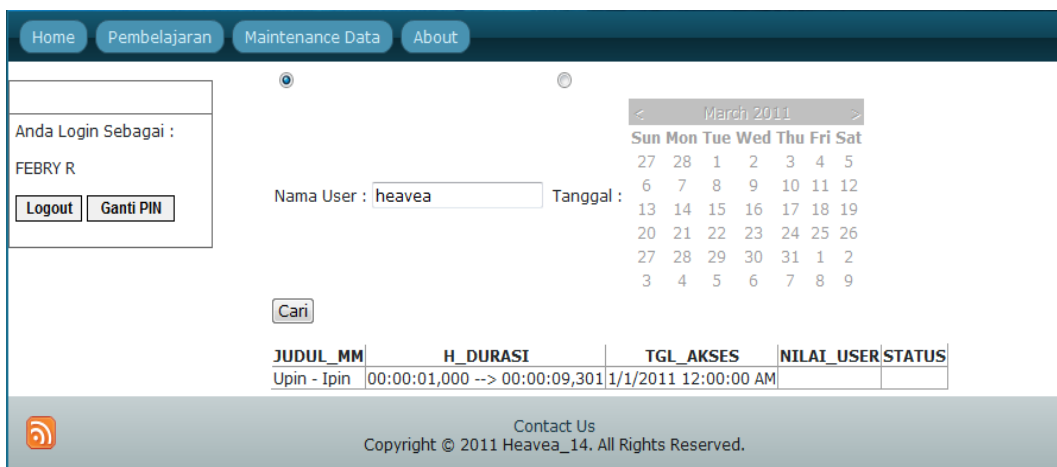 Home Pembelajaran Maintenance Data About
Anda Login Sebagai :
FEBRY R
Logout Ganti PIN
< March 2011 >
Sun Mon Tue Wed Thu Fri Sat
27 28 1 2 3 4 5
6 7 8 9 10 11 12
13 14 15 16 17 18 19
20 21 22 23 24 25 26
27 28 29 30 31 1 2
3 4 5 6 7 8 9
Nama User : heavea Tanggal :
Cari
JUDUL_MM H_DURASI TGL_AKSES NILAI_USER STATUS
Upin - Ipin 00:00:01,000 --> 00:00:09,301 1/1/2011 12:00:00 AM
Contact Us
Copyright © 2011 Heavea_14. All Rights Reserved.